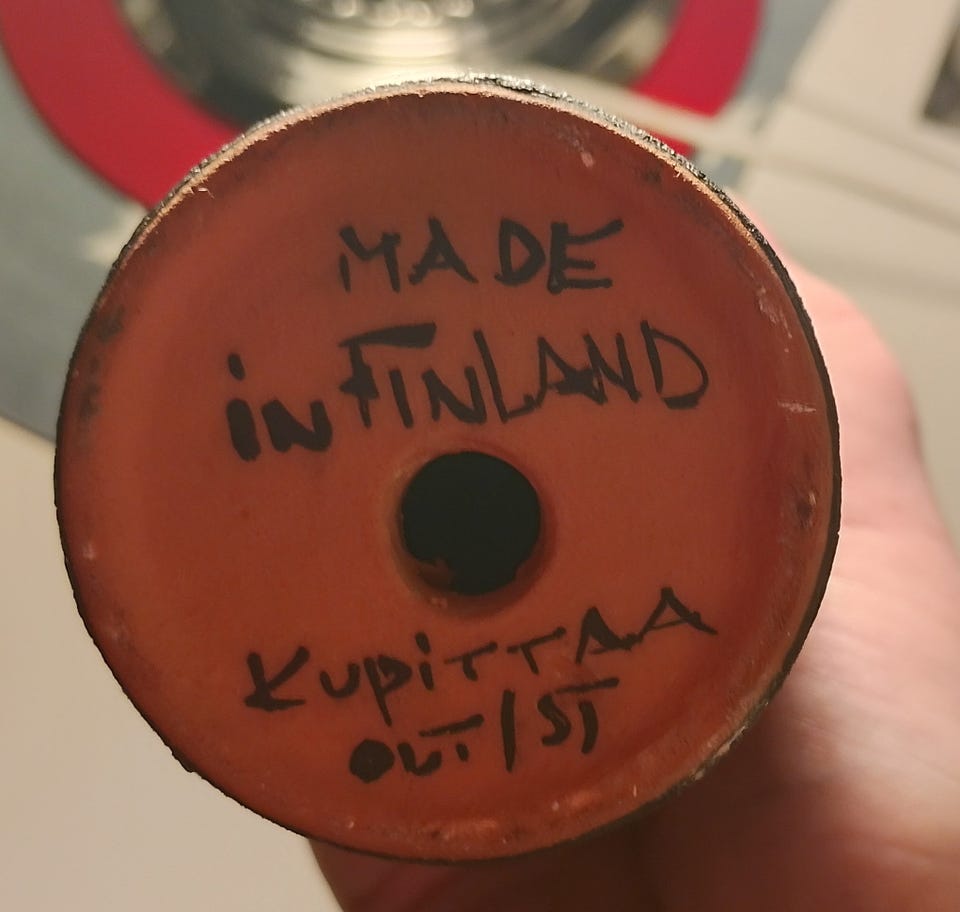 MADE
in FINLAND
KupiTTAA
OUT/ST